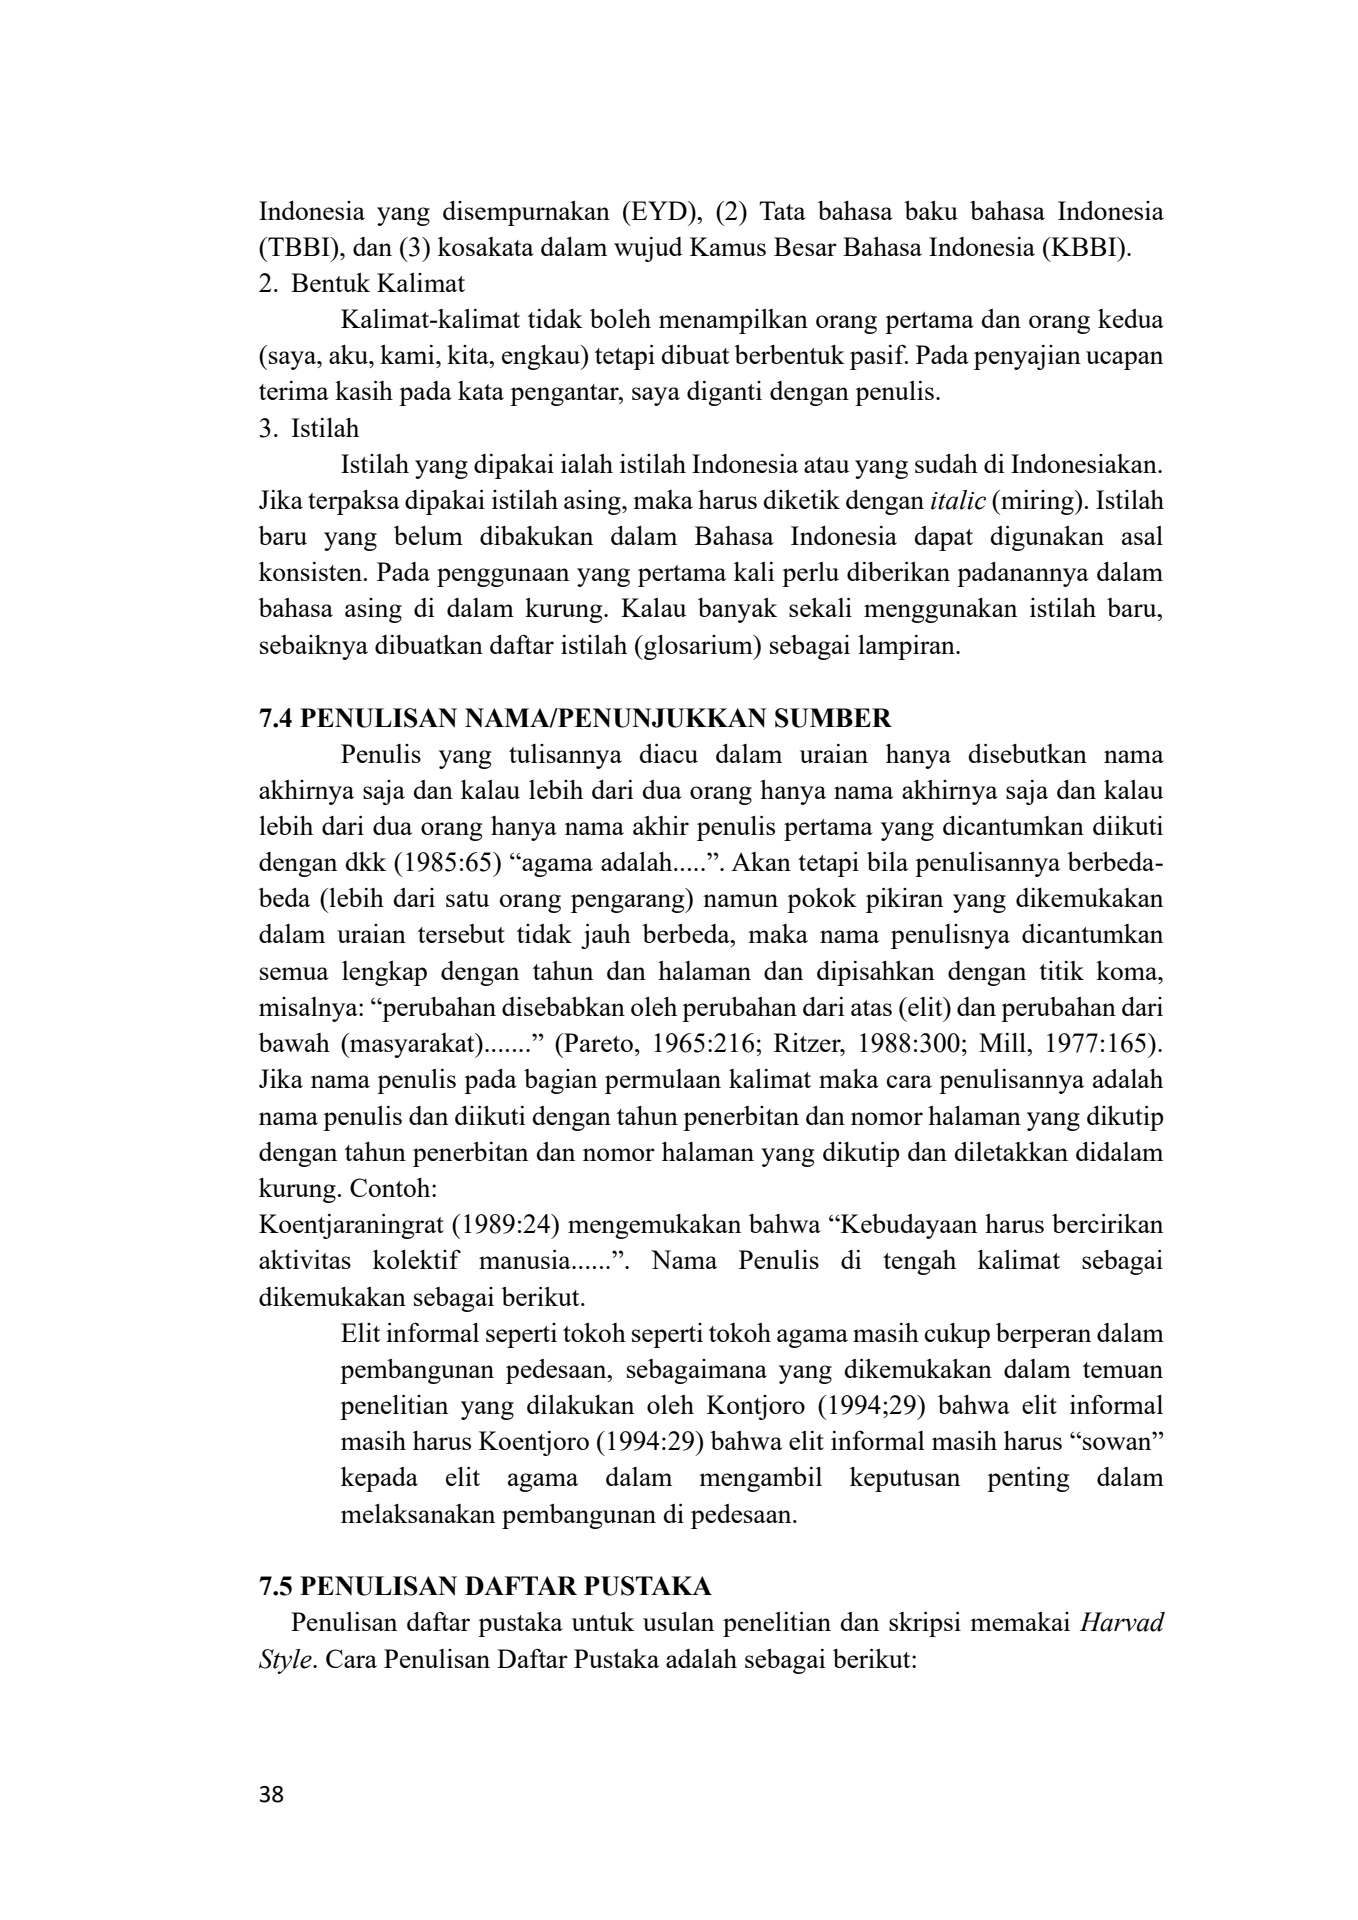 Indonesia yang disempurnakan (EYD), (2) Tata bahasa baku bahasa Indonesia
(TBBI), dan (3) kosakata dalam wujud Kamus Besar Bahasa Indonesia (KBBI).
2. Bentuk Kalimat
Kalimat-kalimat tidak boleh menampilkan orang pertama dan orang kedua
(saya, aku, kami, kita, engkau) tetapi dibuat berbentuk pasif. Pada penyajian ucapan
terima kasih pada kata pengantar, saya diganti dengan penulis.
3. Istilah
Istilah yang dipakai ialah istilah Indonesia atau yang sudah di Indonesiakan.
Jika terpaksa dipakai istilah asing, maka harus diketik dengan italic (miring). Istilah
baru yang belum dibakukan dalam Bahasa Indonesia dapat digunakan asal
konsisten. Pada penggunaan yang pertama kali perlu diberikan padanannya dalam
bahasa asing di dalam kurung. Kalau banyak sekali menggunakan istilah baru,
sebaiknya dibuatkan daftar istilah (glosarium) sebagai lampiran.
7.4 PENULISAN NAMA/PENUNJUKKAN SUMBER
Penulis yang tulisannya diacu dalam uraian hanya disebutkan nama
akhirnya saja dan kalau lebih dari dua orang hanya nama akhirnya saja dan kalau
lebih dari dua orang hanya nama akhir penulis pertama yang dicantumkan diikuti
dengan dkk (1985:65) “agama adalah.....”. Akan tetapi bila penulisannya berbeda-
beda (lebih dari satu orang pengarang) namun pokok pikiran yang dikemukakan
dalam uraian tersebut tidak jauh berbeda, maka nama penulisnya dicantumkan
semua lengkap dengan tahun dan halaman dan dipisahkan dengan titik koma,
misalnya: “perubahan disebabkan oleh perubahan dari atas (elit) dan perubahan dari
bawah (masyarakat).......” (Pareto, 1965:216; Ritzer, 1988:300; Mill, 1977:165).
Jika nama penulis pada bagian permulaan kalimat maka cara penulisannya adalah
nama penulis dan diikuti dengan tahun penerbitan dan nomor halaman yang dikutip
dengan tahun penerbitan dan nomor halaman yang dikutip dan diletakkan didalam
kurung. Contoh:
Koentjaraningrat (1989:24) mengemukakan bahwa “Kebudayaan harus bercirikan
aktivitas kolektif manusia......”. Nama Penulis di tengah kalimat sebagai
dikemukakan sebagai berikut.
Elit informal seperti tokoh seperti tokoh agama masih cukup berperan dalam
pembangunan pedesaan, sebagaimana yang dikemukakan dalam temuan
penelitian yang dilakukan oleh Kontjoro (1994;29) bahwa elit informal
masih harus Koentjoro (1994:29) bahwa elit informal masih harus “sowan”
kepada elit agama dalam mengambil keputusan penting dalam
melaksanakan pembangunan di pedesaan.
7.5 PENULISAN DAFTAR PUSTAKA
Penulisan daftar pustaka untuk usulan penelitian dan skripsi memakai Harvad
Style. Cara Penulisan Daftar Pustaka adalah sebagai berikut:
38